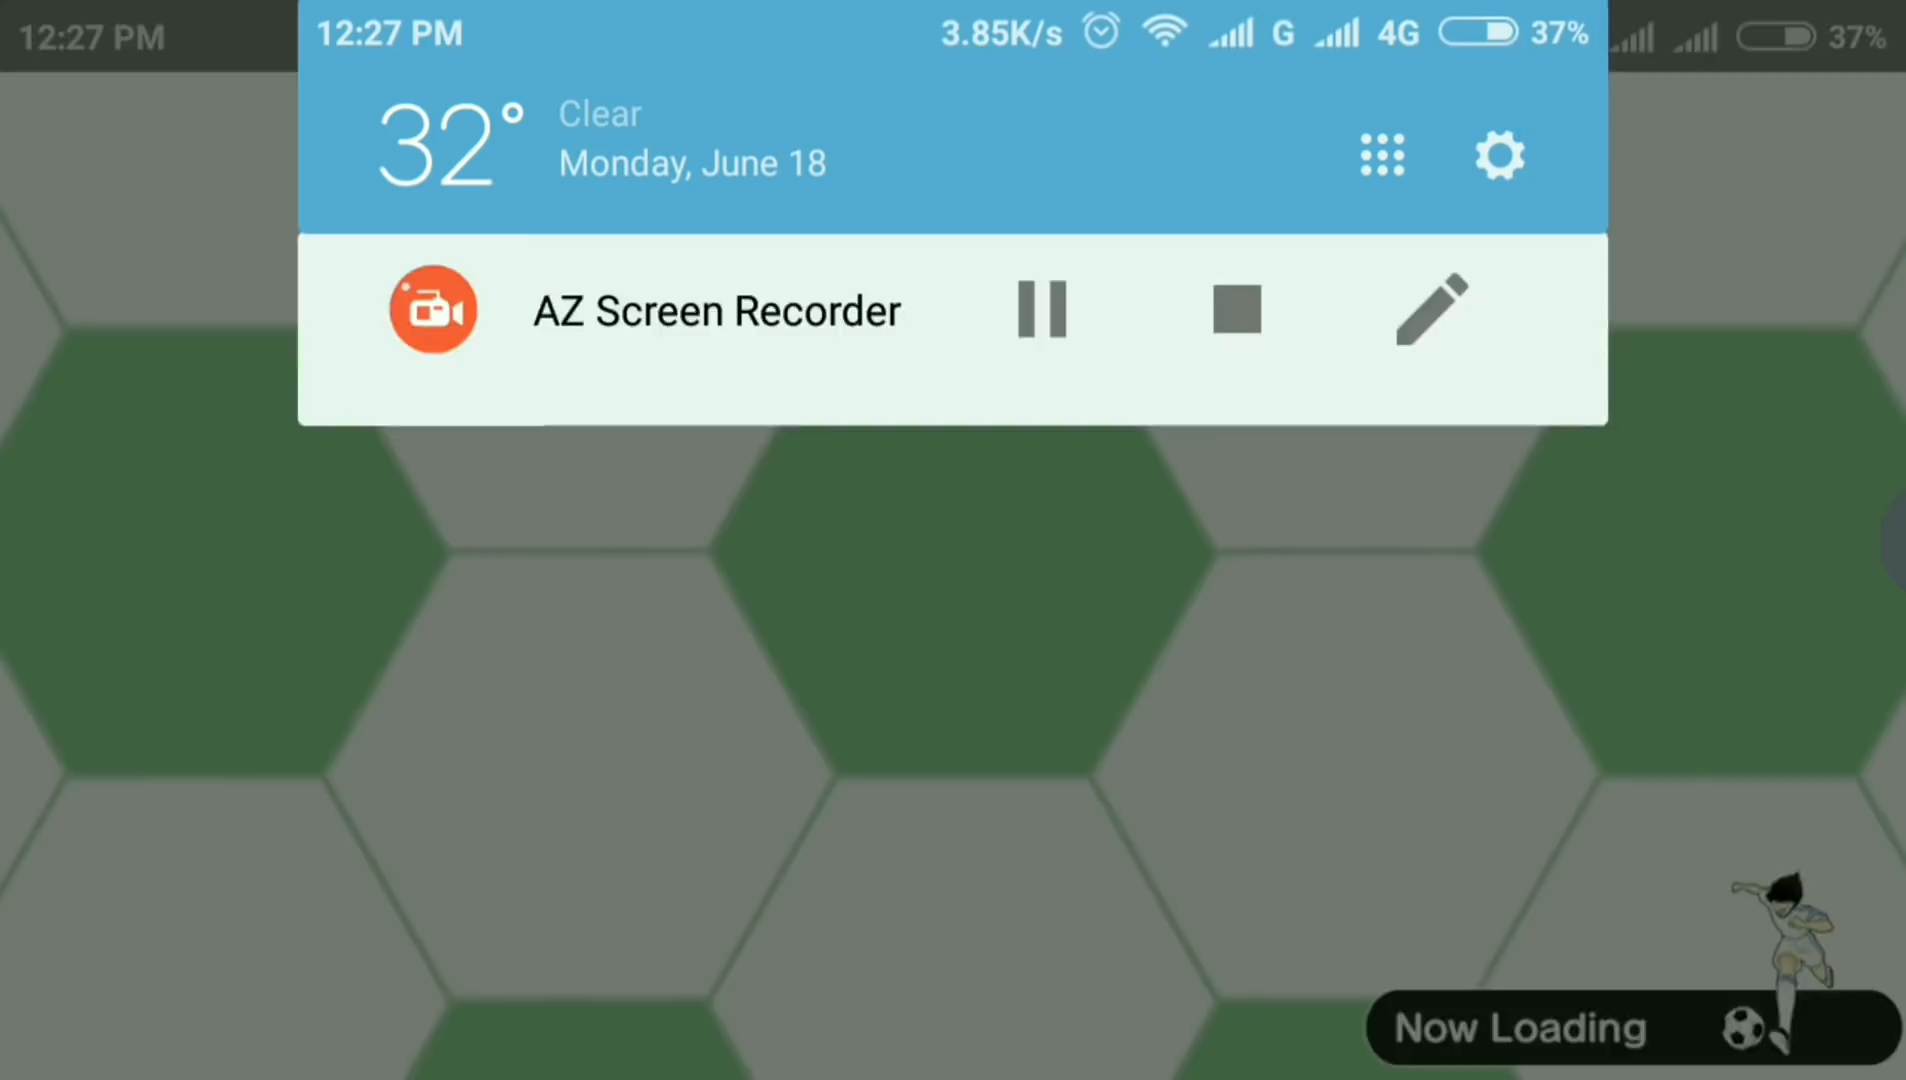 12:27 PM
12:27 PM 3.85K/s G 4G 37%
37%
32° Clear
Monday, June 18
AZ Screen Recorder
Now Loading